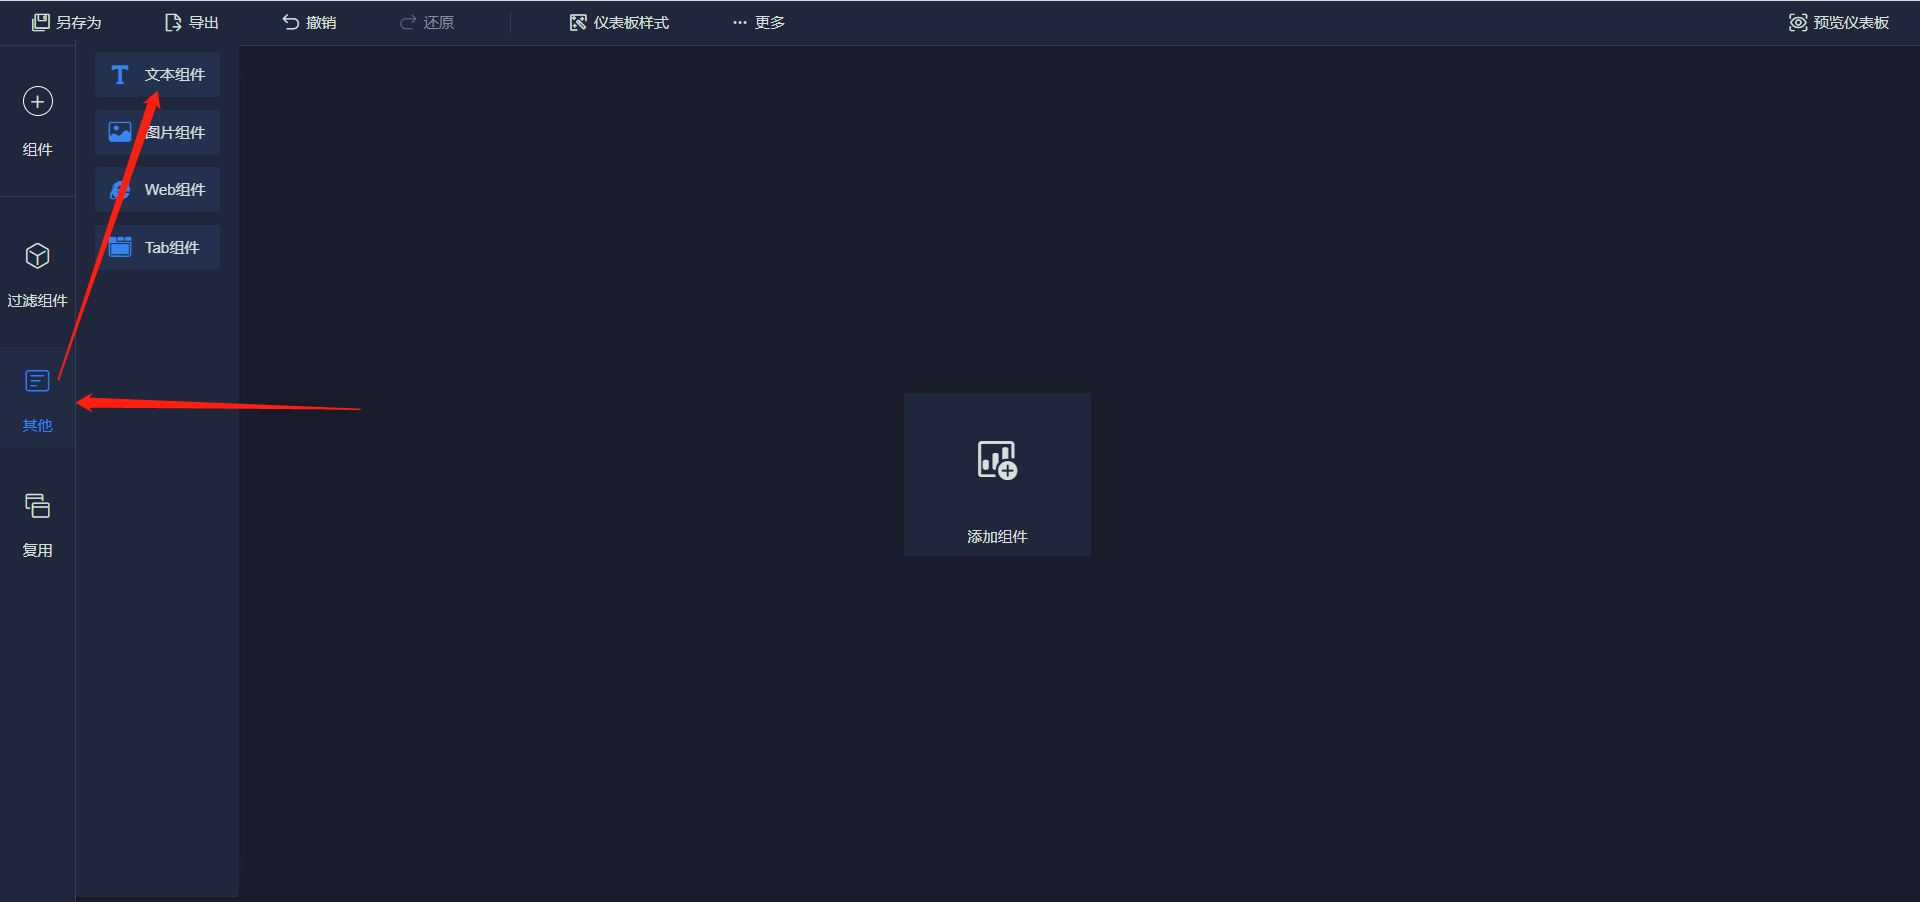 另存为
导出
撤销
还原
仪表板样式
更多
预览仪表板
组件
过滤组件
其他
复用
文本组件
图片组件
Web组件
Tab组件
添加组件